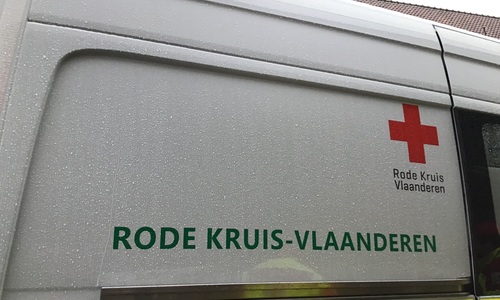 Rode Kruis
Vlaanderen
RODE KRUIS-VLAANDEREN